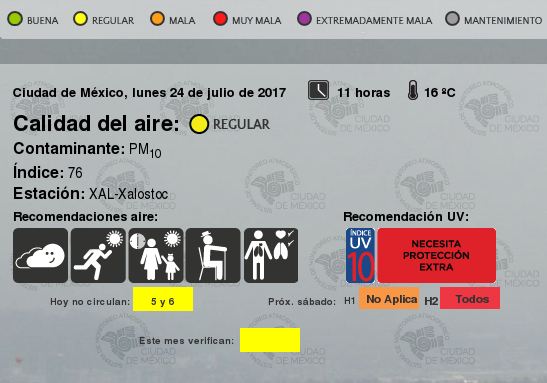 BUENA REGULAR MALA MUY MALA EXTREMADAMENTE MALA MANTENIMIENTO
Ciudad de México, lunes 24 de julio de 2017 11 horas 16 ºC
Calidad del aire: REGULAR
Contaminante: PM10
Índice: 76
Estación: XAL-Xalostoc
Recomendaciones aire: Recomendación UV:
ÍNDICE UV 10
NECESITA
PROTECCIÓN
EXTRA
Hoy no circulan: 5 y 6 Próx. sábado: H1 No Aplica H2 Todos
Este mes verifican:
CIUDAD
DE MÉXICO